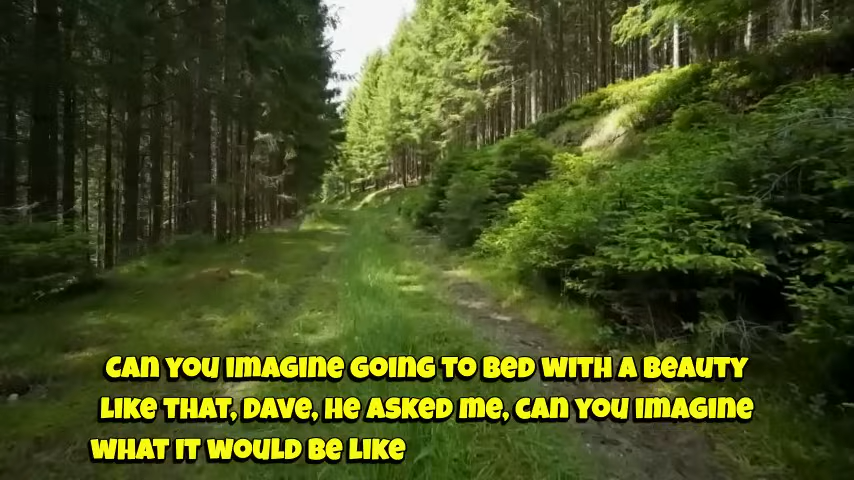 Can you imagine going to bed with a beauty
like that, Dave, he asked me, can you imagine
what it would be like